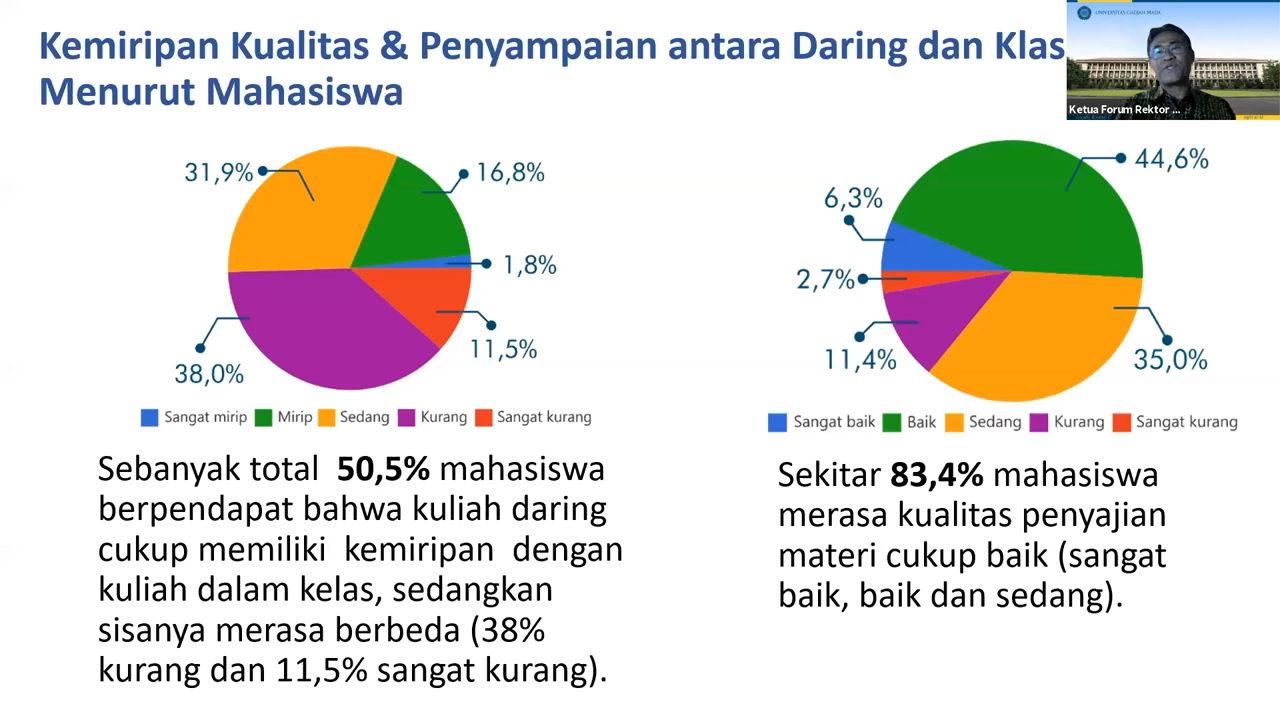 Kemiripan Kualitas & Penyampaian antara Daring dan Klas
Menurut Mahasiswa
UNIVERSITAS GADJAH MADA
Ketua Forum Rektor ...
31,9%
16,8%
1,8%
11,5%
38,0%
Sangat mirip Mirip Sedang Kurang Sangat kurang
44,6%
6,3%
2,7%
11,4%
35,0%
Sangat baik Baik Sedang Kurang Sangat kurang
Sebanyak total 50,5% mahasiswa
berpendapat bahwa kuliah daring
cukup memiliki kemiripan dengan
kuliah dalam kelas, sedangkan
sisanya merasa berbeda (38%
kurang dan 11,5% sangat kurang).
Sekitar 83,4% mahasiswa
merasa kualitas penyajian
materi cukup baik (sangat
baik, baik dan sedang).